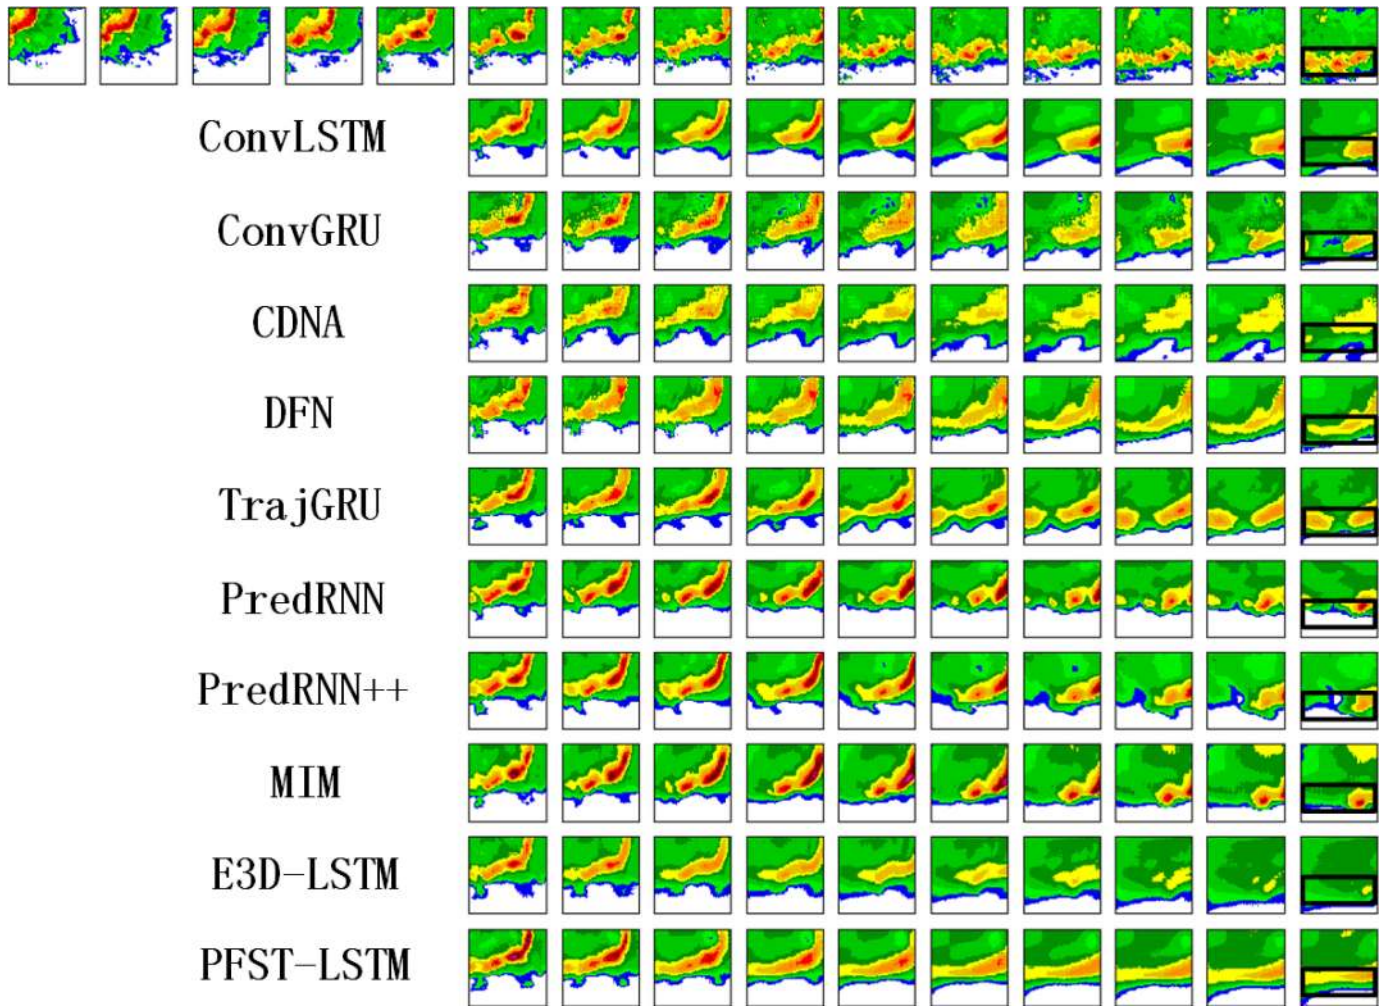 ConvLSTM
ConvGRU
CDNA
DFN
TrajGRU
PredRNN
PredRNN++
MIM
E3D-LSTM
PFST-LSTM